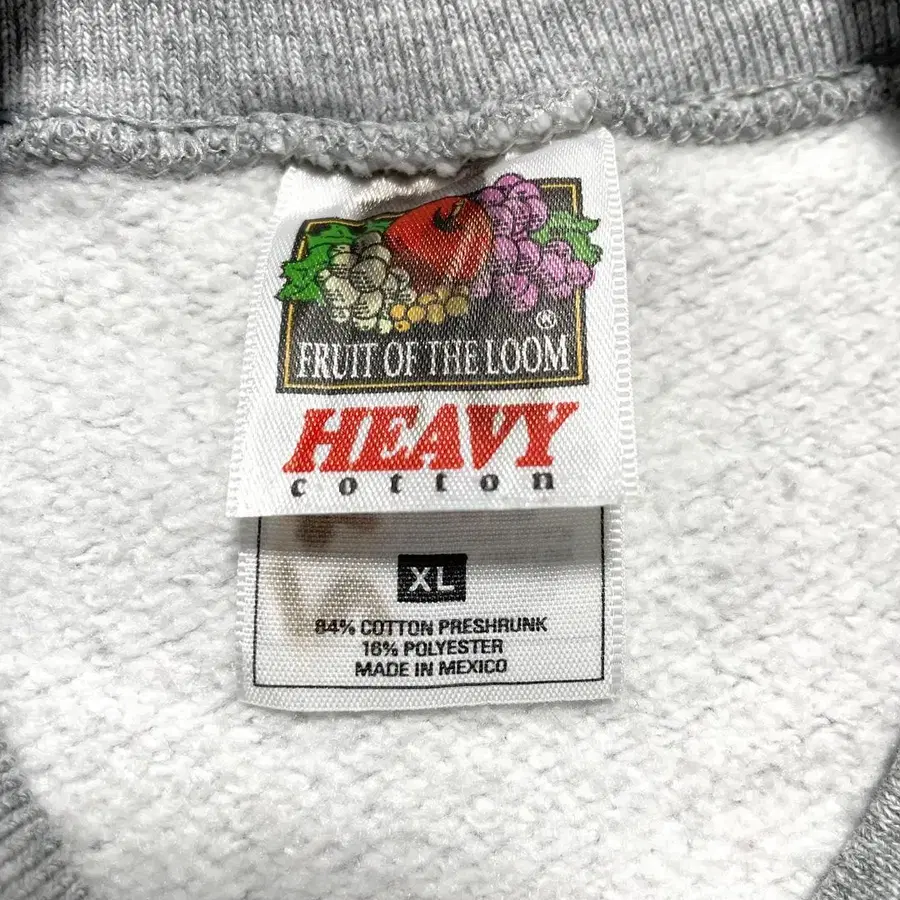 ®
FRUIT OF THE LOOM
HEAVY
cotton
XL
84% COTTON PRESHRUNK
16% POLYESTER
MADE IN MEXICO